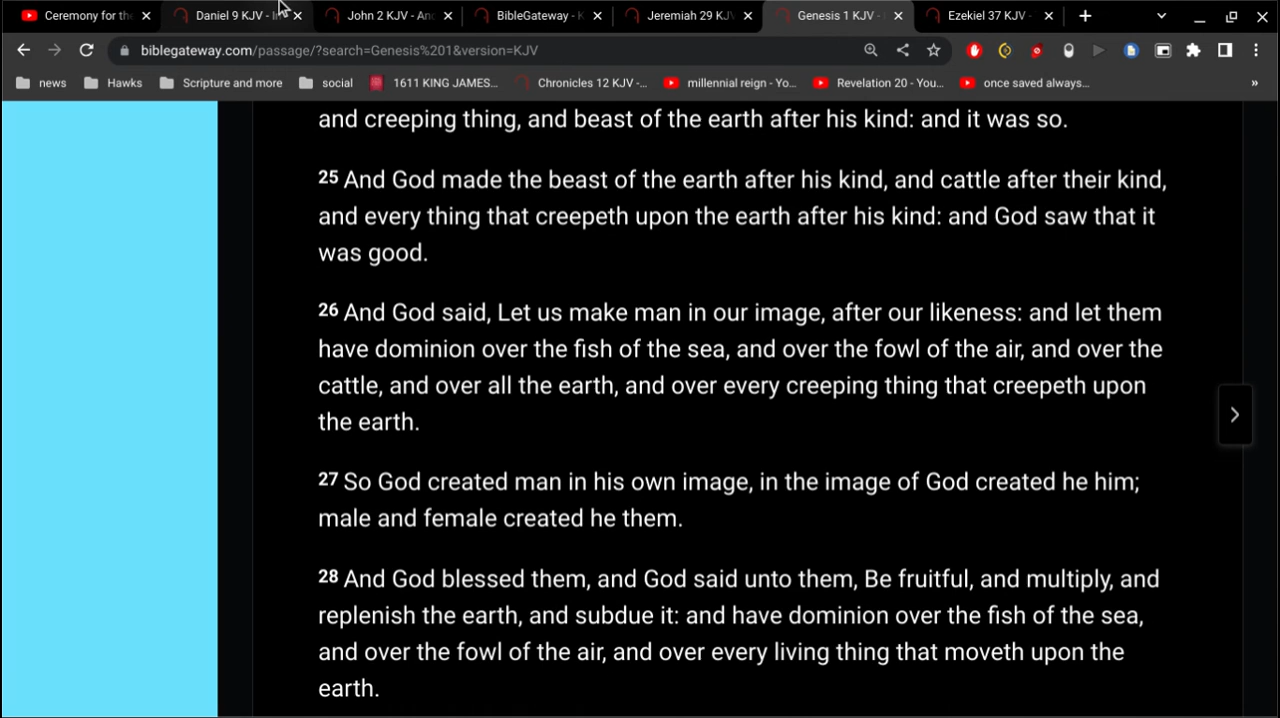 Ceremony for th
Daniel 9 KJV - I
John 2 KJV - An
BibleGateway - K
Jeremiah 29 KJ
Genesis 1 KJV -
Ezekiel 37 KJV -
biblegateway.com/passage/?search=Genesis%201&version=KJV
news
Hawks
Scripture and more
social
1611 KING JAMES...
Chronicles 12 KJV -...
millennial reign - Yo...
Revelation 20 - You...
once saved always...
»
and creeping thing, and beast of the earth after his kind: and it was so.
25 And God made the beast of the earth after his kind, and cattle after their kind,
and every thing that creepeth upon the earth after his kind: and God saw that it
was good.
26 And God said, Let us make man in our image, after our likeness: and let them
have dominion over the fish of the sea, and over the fowl of the air, and over the
cattle, and over all the earth, and over every creeping thing that creepeth upon
the earth.
27 So God created man in his own image, in the image of God created he him;
male and female created he them.
28 And God blessed them, and God said unto them, Be fruitful, and multiply, and
replenish the earth, and subdue it: and have dominion over the fish of the sea,
and over the fowl of the air, and over every living thing that moveth upon the
earth.